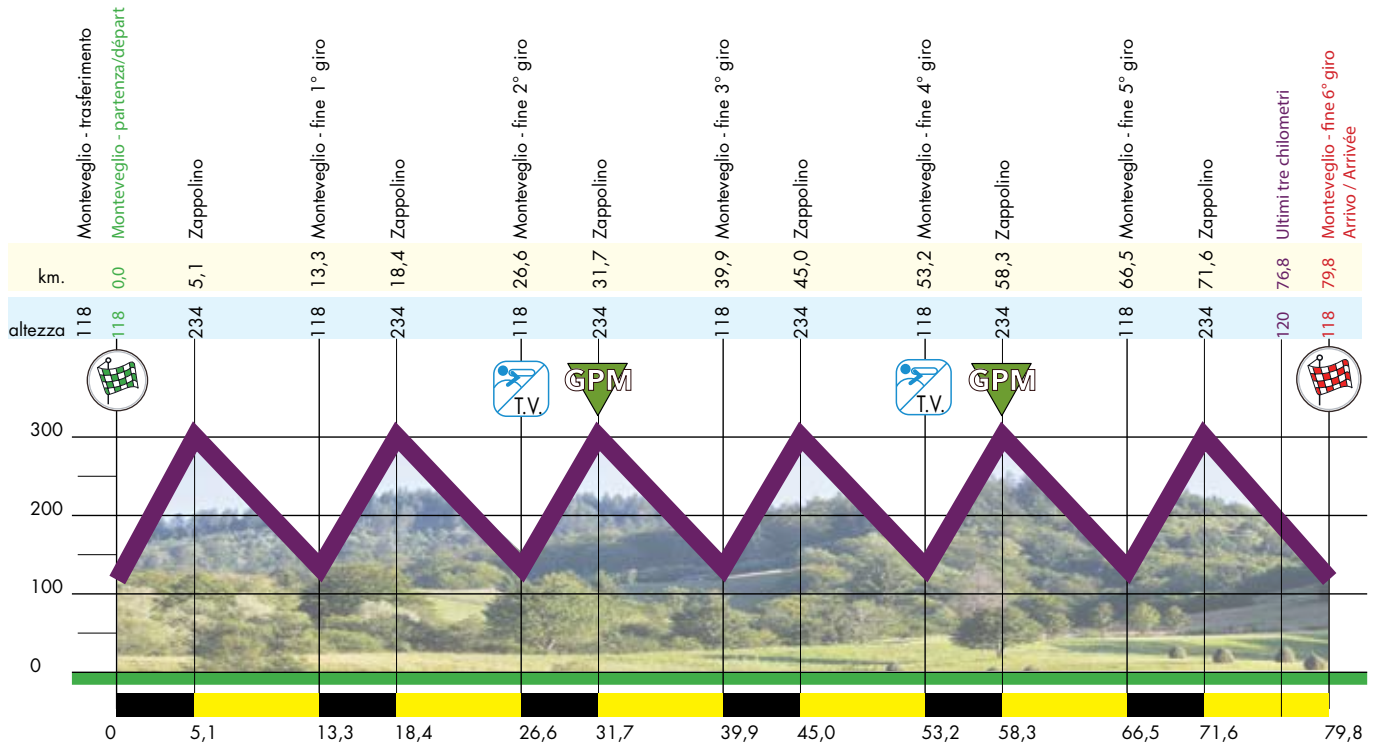 Monteveglio - trasferimento
Monteveglio - partenza/départ
Zappolino
Monteveglio - fine 1° giro
Zappolino
Monteveglio - fine 2° giro
Zappolino
Monteveglio - fine 3° giro
Zappolino
Monteveglio - fine 4° giro
Zappolino
Monteveglio - fine 5° giro
Zappolino
Ultimi tre chilometri
Monteveglio - fine 6° giro
Arrivo / Arrivée
km. 0,0 5,1 13,3 18,4 26,6 31,7 39,9 45,0 53,2 58,3 66,5 71,6 76,8 79,8
altezza 118 118 234 118 234 118 234 118 234 118 234 118 234 120 118
T.V. GPM T.V. GPM
300
200
100
0
0 5,1 13,3 18,4 26,6 31,7 39,9 45,0 53,2 58,3 66,5 71,6 79,8